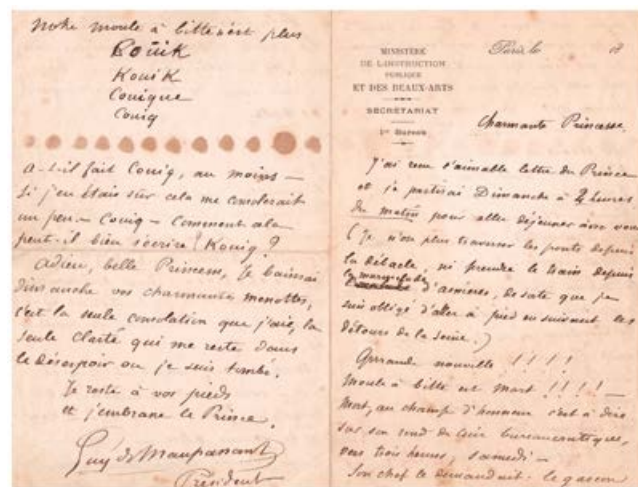 Notre moule à bitte n'est plus
Couïk
Kouik
Couique
Couiq
A-t-il fait Couiq, au moins –
Si j'en étais sûr cela me consolerait
un peu – Couiq – Comment cela
peut-il bien s'écrire ? Kouiq ?
Adieu, belle Princesse, je baiserai
dimanche vos charmantes menottes,
c'est la seule consolation que j'aie, la
seule clarté qui me reste dans
le désespoir où je suis tombé.
Je reste à vos pieds
et j'embrasse le Prince.
Guy de Maupassant
Président
MINISTÈRE
DE L'INSTRUCTION
PUBLIQUE
ET DES BEAUX-ARTS
SECRÉTARIAT
1er Bureau
Paris, le 18
Charmante Princesse
J'ai reçu l'aimable lettre du Prince
et je partirai Dimanche à 4 heures
du matin pour aller déjeuner avec vous
(Je n'ose plus traverser les ponts depuis
la débâcle, ni prendre le train depuis
la marmelade d'asnières, de sorte que je
suis obligé d'aller à pied en suivant les
détours de la Seine.)
Grrrande nouvelle ! ! ! !
Moule à bitte est mort ! ! ! ! –
Mort, au champ d'honneur c'est à dire
sur son rond de cuir bureaucratique,
vers trois heures, samedi –
Son chef le demandait : le garçon